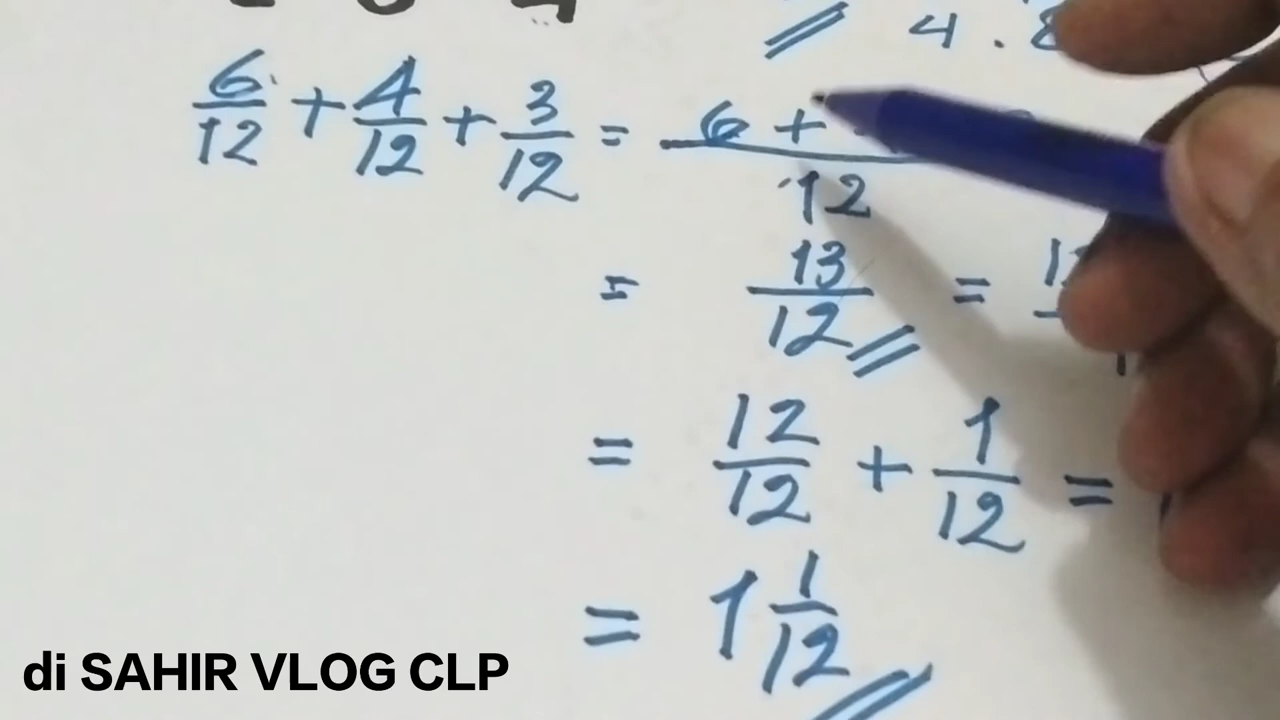 4 . 8
6/12 + 4/12 + 3/12 = 6 +
12
= 13/12 =
= 12/12 + 1/12 =
= 1 1/12
di SAHIR VLOG CLP